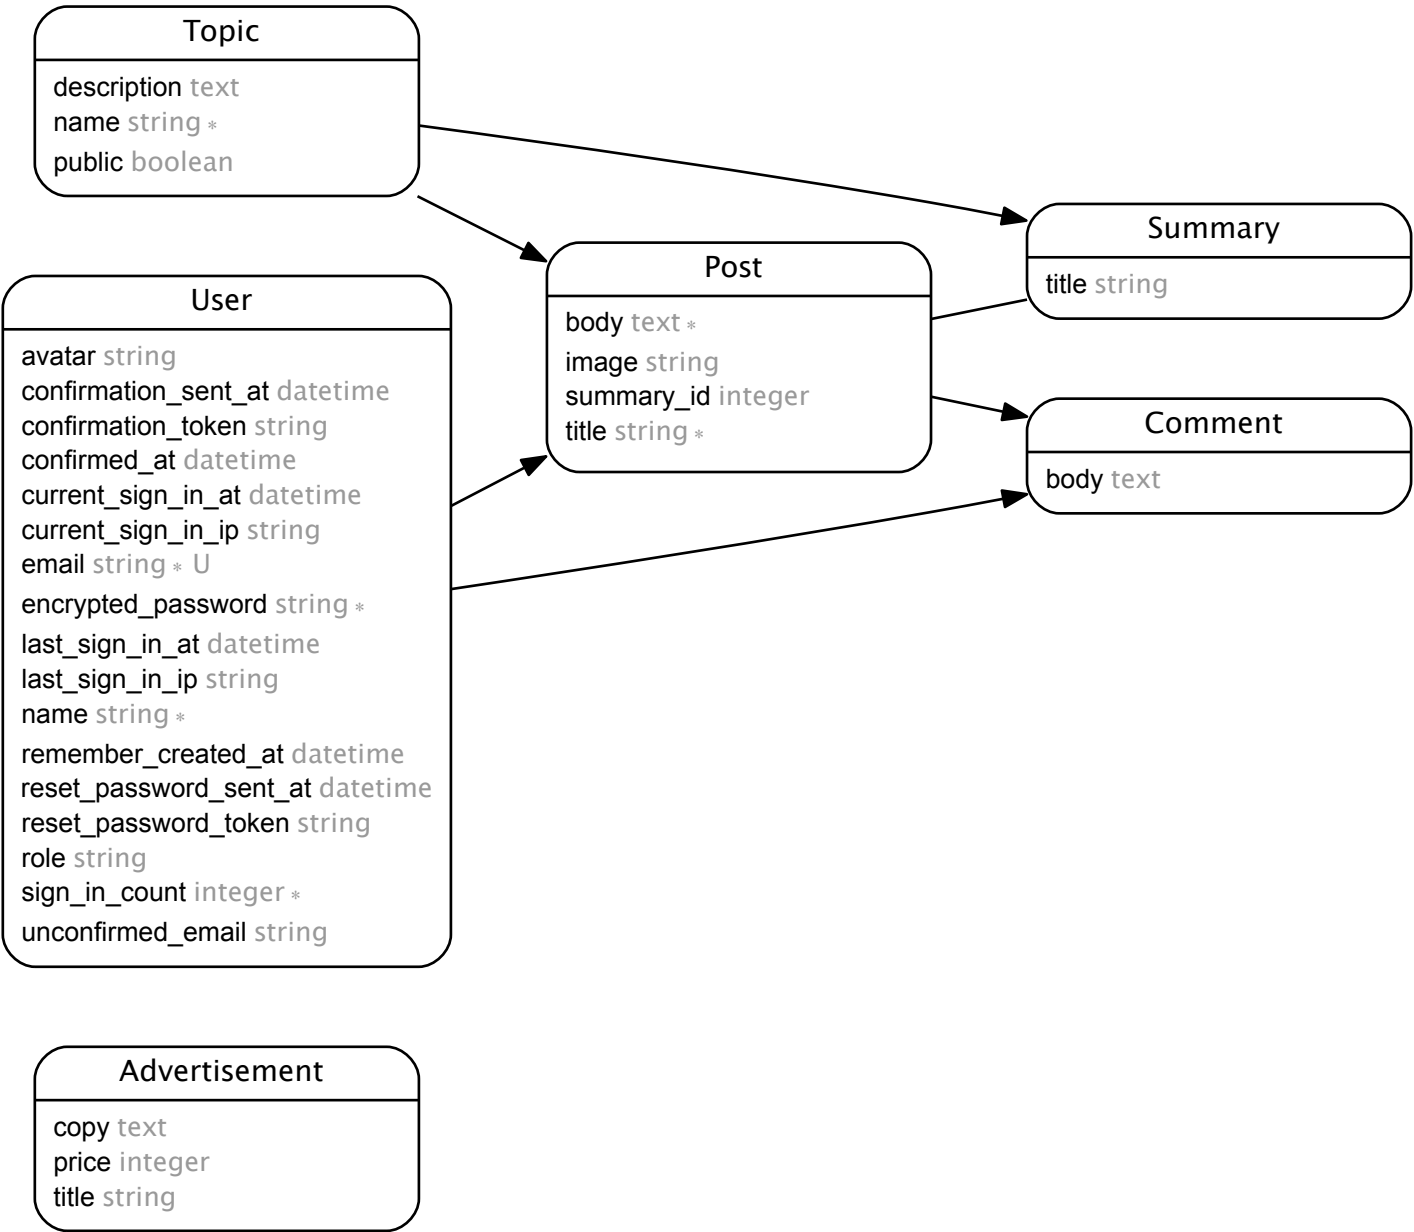 Topic
description text
name string *
public boolean
User
avatar string
confirmation_sent_at datetime
confirmation_token string
confirmed_at datetime
current_sign_in_at datetime
current_sign_in_ip string
email string * U
encrypted_password string *
last_sign_in_at datetime
last_sign_in_ip string
name string *
remember_created_at datetime
reset_password_sent_at datetime
reset_password_token string
role string
sign_in_count integer *
unconfirmed_email string
Advertisement
copy text
price integer
title string
Post
body text *
image string
summary_id integer
title string *
Summary
title string
Comment
body text